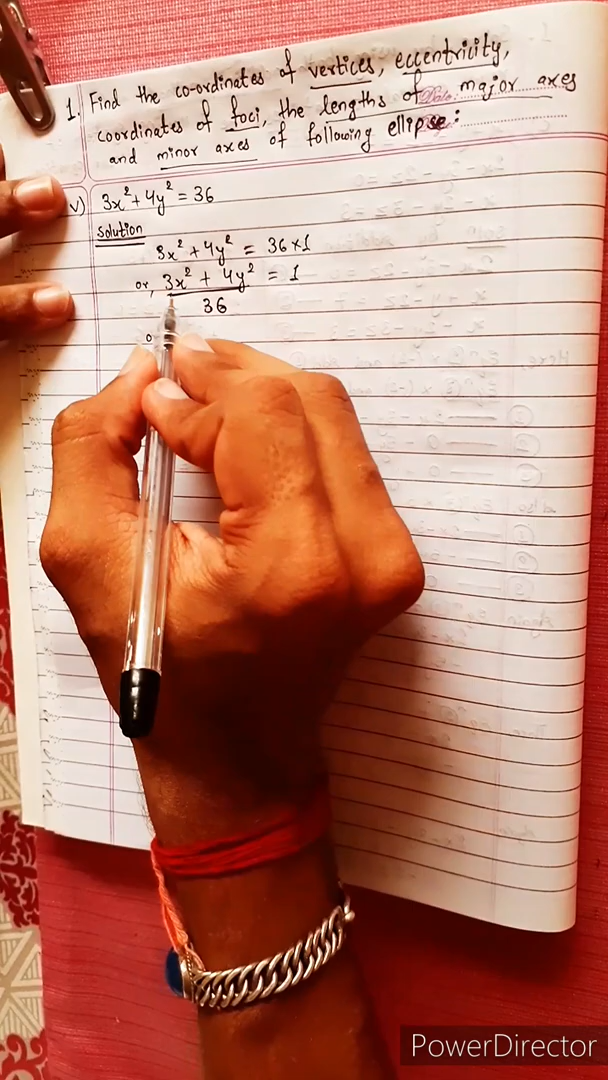 1. Find the co-ordinates of vertices, eccentricity,
coordinates of foci, the lengths of major axes
Date:
and minor axes of following ellipse:
v) 3x² + 4y² = 36
Solution
3x² + 4y² = 36 × 1
or, 3x² + 4y² = 1
36
PowerDirector